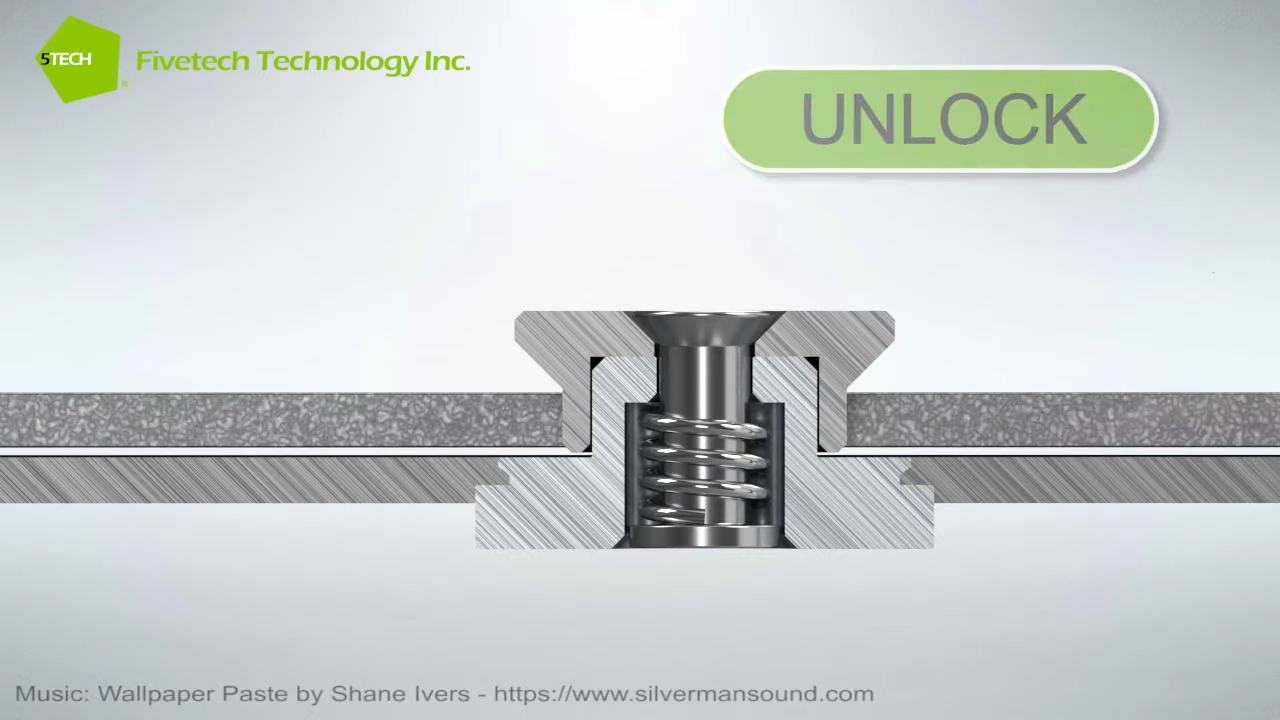 5TECH
®
Fivetech Technology Inc.
UNLOCK
Music: Wallpaper Paste by Shane Ivers - https://www.silvermansound.com